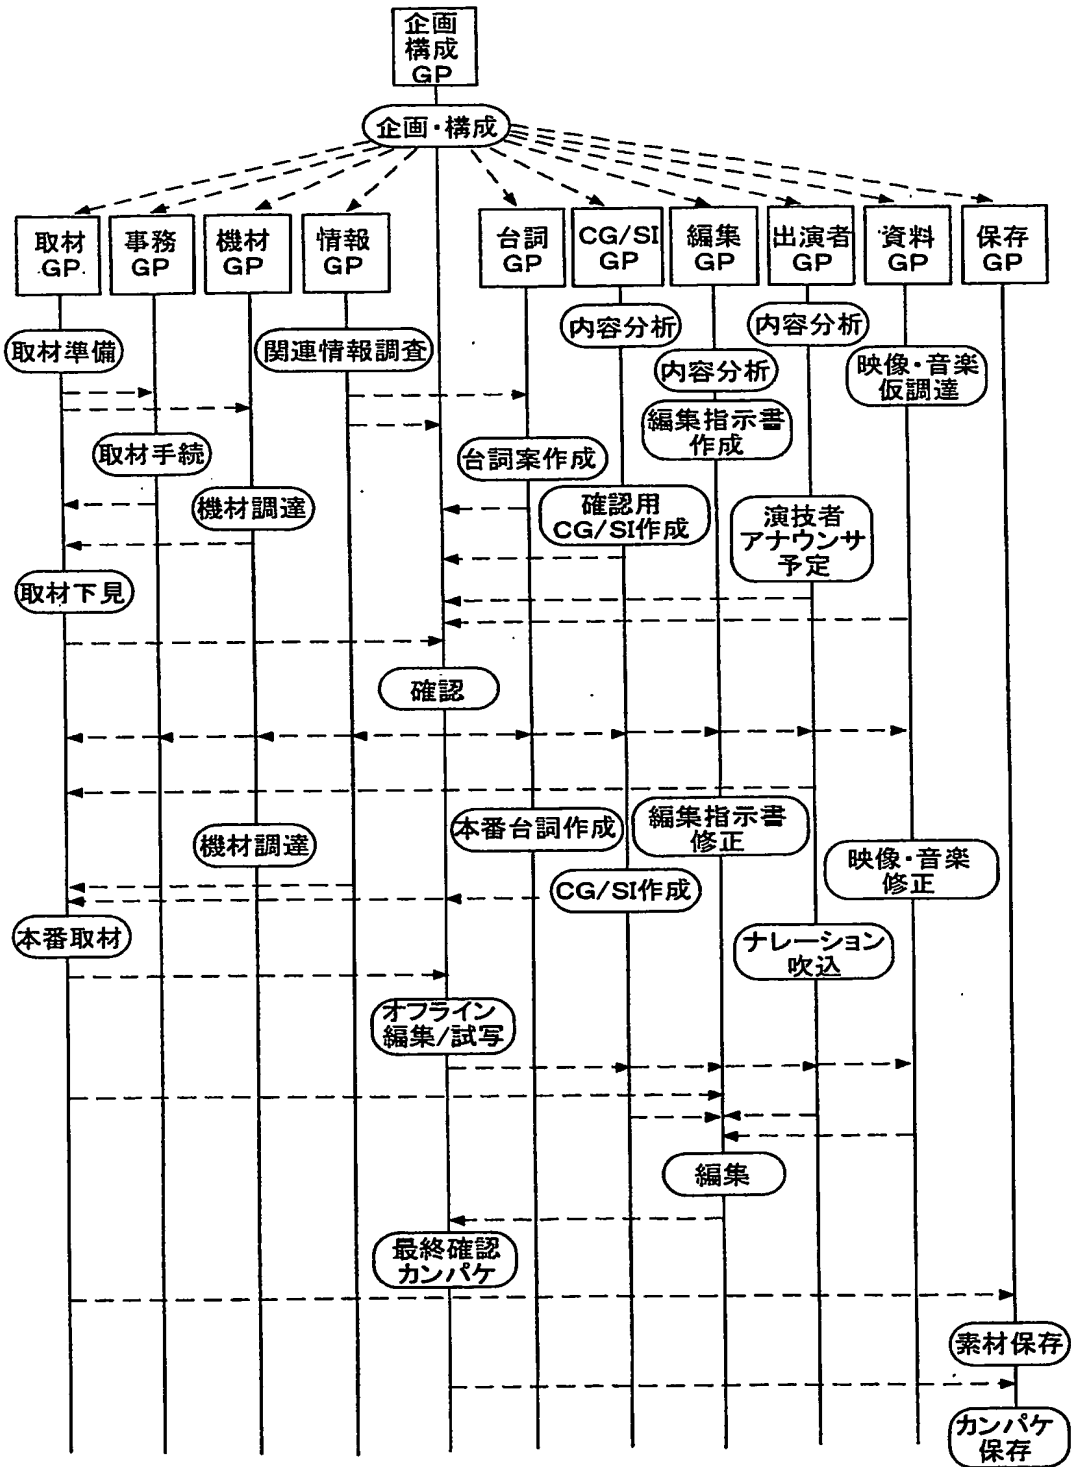 企画
構成
GP
企画・構成
取材
GP
事務
GP
機材
GP
情報
GP
台詞
GP
CG/SI
GP
編集
GP
出演者
GP
資料
GP
保存
GP
取材準備
関連情報調査
内容分析
内容分析
内容分析
映像・音楽
仮調達
編集指示書
作成
取材手続
台詞案作成
機材調達
確認用
CG/SI作成
演技者
アナウンサ
予定
取材下見
確認
機材調達
本番台詞作成
編集指示書
修正
映像・音楽
修正
CG/SI作成
本番取材
ナレーション
吹込
オフライン
編集/試写
編集
最終確認
カンパケ
素材保存
カンパケ
保存